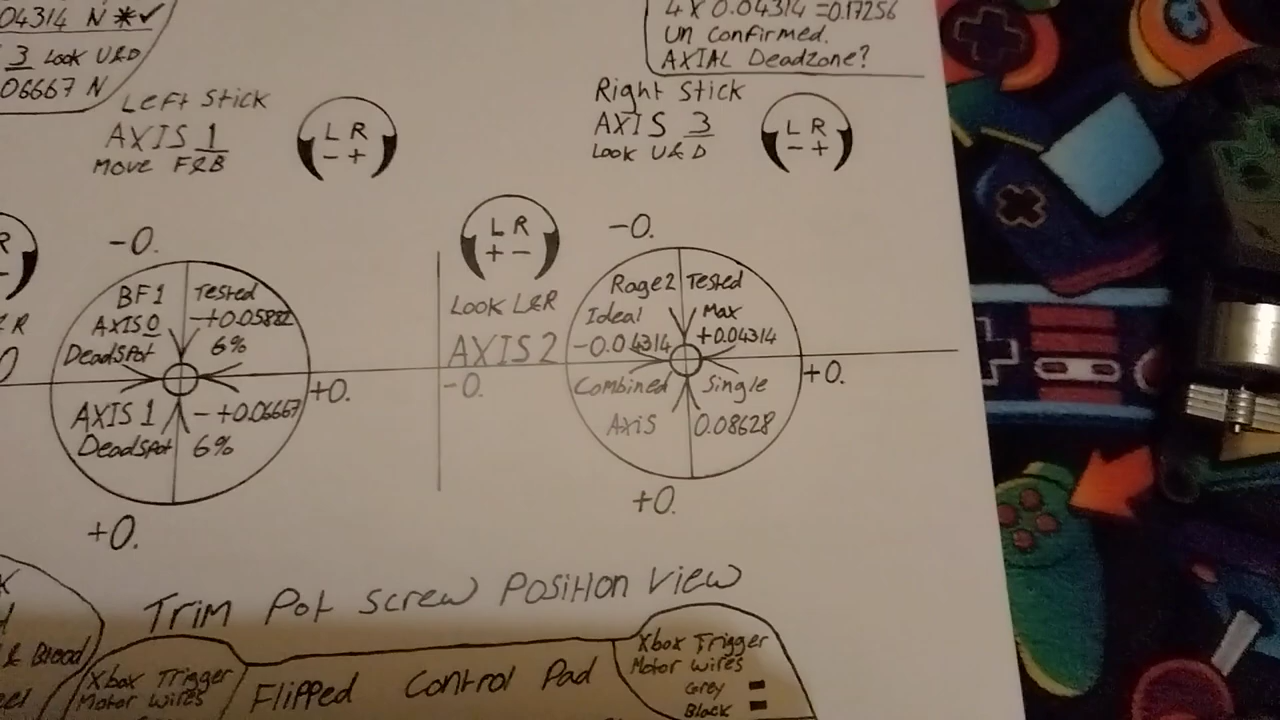 04314 N *✓
3 Look U&D
06667 N
4 X 0.04314 =0.17256
Un confirmed.
AXIAL Deadzone?
Left Stick
AXIS 1
Move F&B
L R
- +
Right Stick
AXIS 3
Look U&D
L R
- +
-0.
BF1
AXIS 0
DeadSpot
Tested
-+0.05882
6%
AXIS 1
DeadSpot
-+0.06667
6%
+0.
+0.
L R
+ -
Look L&R
AXIS 2
-0.
-0.
Rage2
Ideal
-0.04314
Tested
Max
+0.04314
Combined
Axis
Single
0.08628
+0.
+0.
Trim Pot Screw Position View
& Blood
Xbox Trigger
Motor Wires
Flipped Control Pad
Xbox Trigger
Motor Wires
Grey
Black